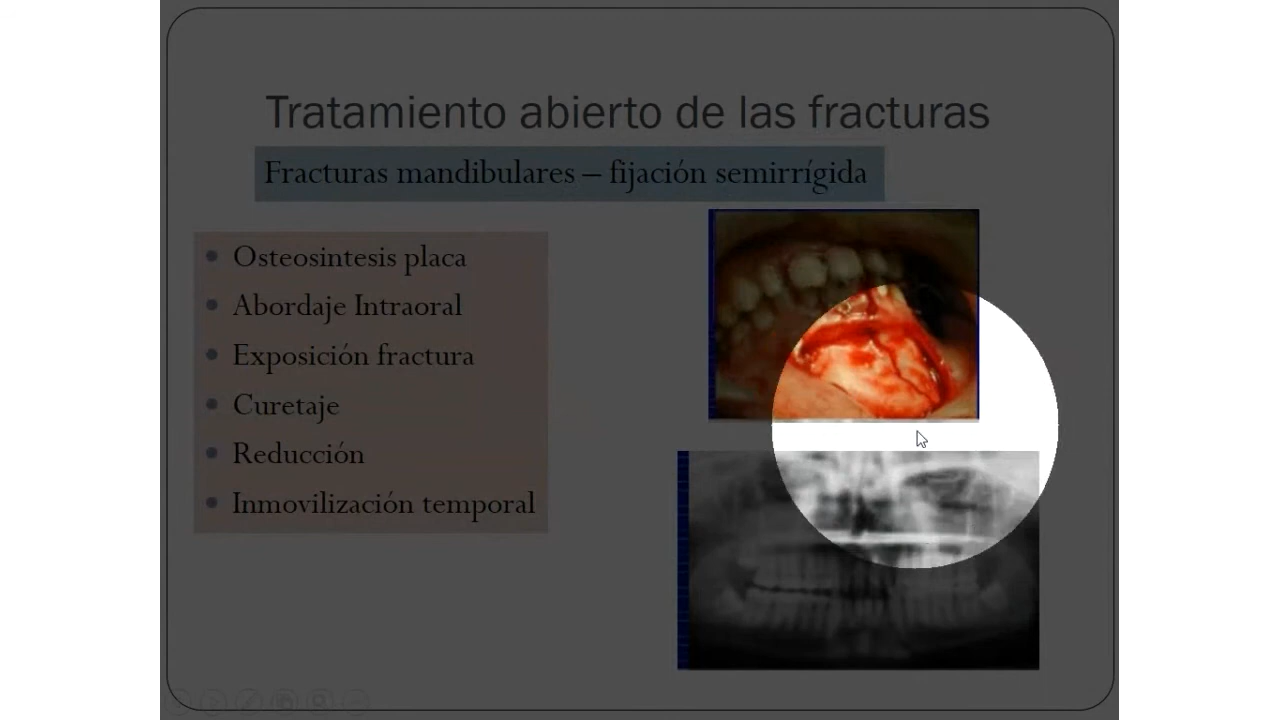 Tratamiento abierto de las fracturas
Fracturas mandibulares – fijación semirrígida
• Osteosintesis placa
• Abordaje Intraoral
• Exposición fractura
• Curetaje
• Reducción
• Inmovilización temporal